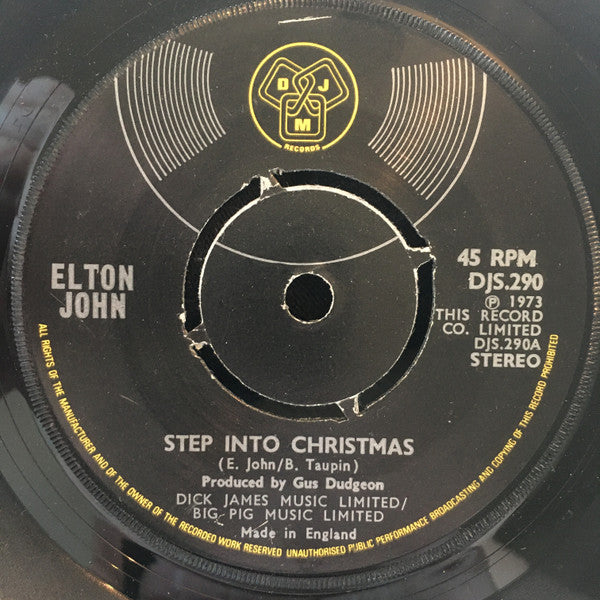 D J
M
RECORDS
ELTON
JOHN
45 RPM
DJS.290
℗ 1973
THIS RECORD
CO. LIMITED
DJS.290A
STEREO
STEP INTO CHRISTMAS
(E. John/B. Taupin)
Produced by Gus Dudgeon
DICK JAMES MUSIC LIMITED/
BIG PIG MUSIC LIMITED
Made in England
ALL RIGHTS OF THE MANUFACTURER AND OF THE OWNER OF THE RECORDED WORK RESERVED UNAUTHORISED PUBLIC PERFORMANCE BROADCASTING AND COPYING OF THIS RECORD PROHIBITED